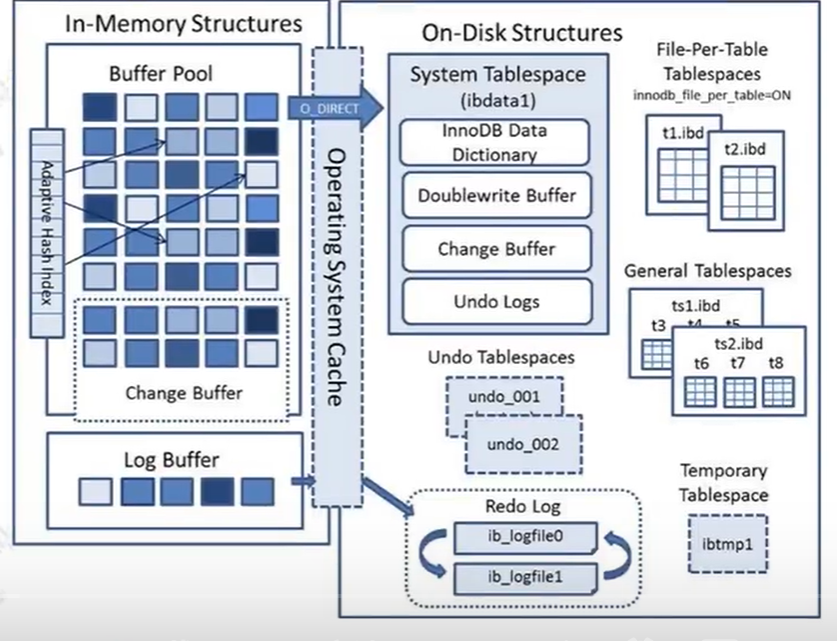 In-Memory Structures
Buffer Pool
Adaptive Hash Index
Change Buffer
Log Buffer
O_DIRECT
Operating System Cache
On-Disk Structures
System Tablespace
(ibdata1)
InnoDB Data
Dictionary
Doublewrite Buffer
Change Buffer
Undo Logs
Undo Tablespaces
undo_001
undo_002
Redo Log
ib_logfile0
ib_logfile1
File-Per-Table
Tablespaces
innodb_file_per_table=ON
t1.ibd
t2.ibd
General Tablespaces
ts1.ibd
t3 t4 t5
ts2.ibd
t6 t7 t8
Temporary
Tablespace
ibtmp1